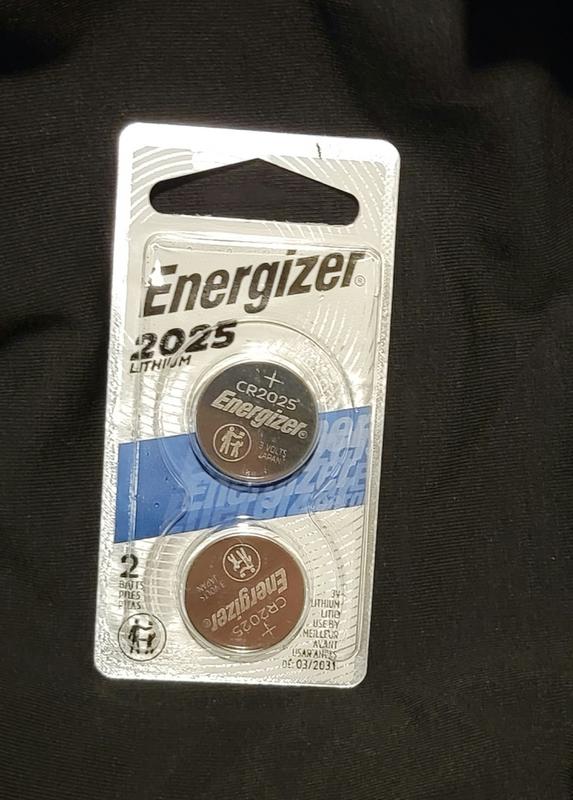 Energizer®
2025
LITHIUM
+
CR2025
Energizer®
3 VOLTS
JAPAN
2
BATTS
PILES
PILAS
+
CR2025
Energizer®
3 VOLTS
JAPAN
3V
LITHIUM
LITIO
USE BY
MEILLEUR
AVANT
USAR ANTES
DE: 03/2031